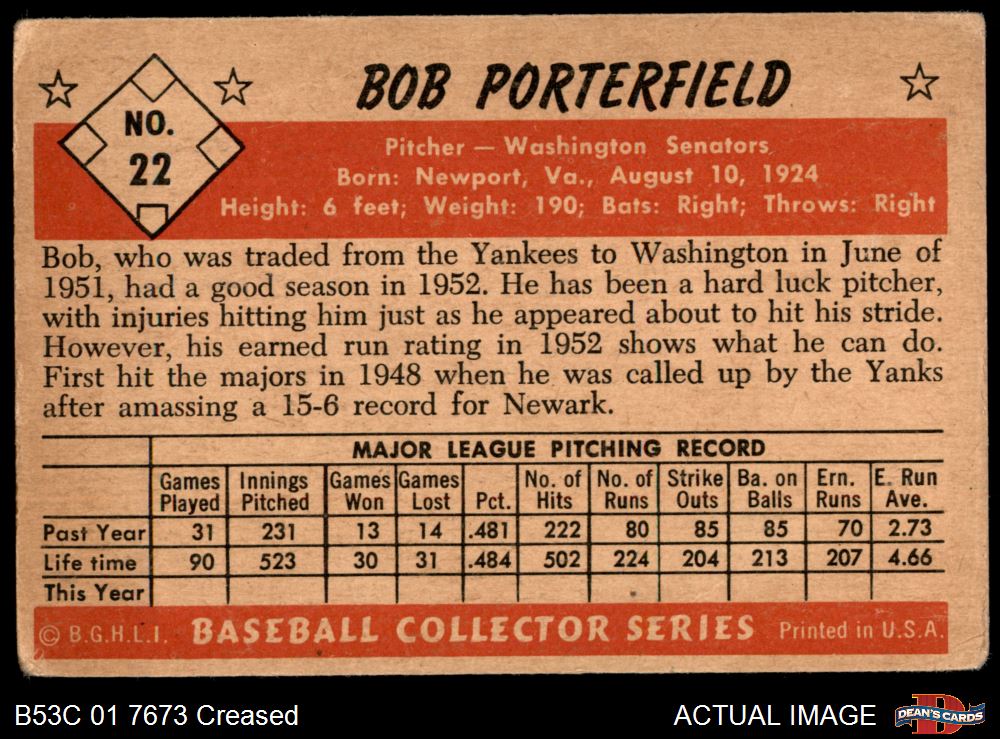 BOB PORTERFIELD
NO.
22
Pitcher — Washington Senators
Born: Newport, Va., August 10, 1924
Height: 6 feet; Weight: 190; Bats: Right; Throws: Right
Bob, who was traded from the Yankees to Washington in June of
1951, had a good season in 1952. He has been a hard luck pitcher,
with injuries hitting him just as he appeared about to hit his stride.
However, his earned run rating in 1952 shows what he can do.
First hit the majors in 1948 when he was called up by the Yanks
after amassing a 15-6 record for Newark.
MAJOR LEAGUE PITCHING RECORD
Games Played Innings Pitched Games Won Games Lost Pct. No. of Hits No. of Runs Strike Outs Ba. on Balls Ern. Runs E. Run Ave.
Past Year 31 231 13 14 .481 222 80 85 85 70 2.73
Life time 90 523 30 31 .484 502 224 204 213 207 4.66
This Year
© B.G.H.L.I. BASEBALL COLLECTOR SERIES Printed in U.S.A.
B53C 01 7673 Creased ACTUAL IMAGE DEAN'S CARDS